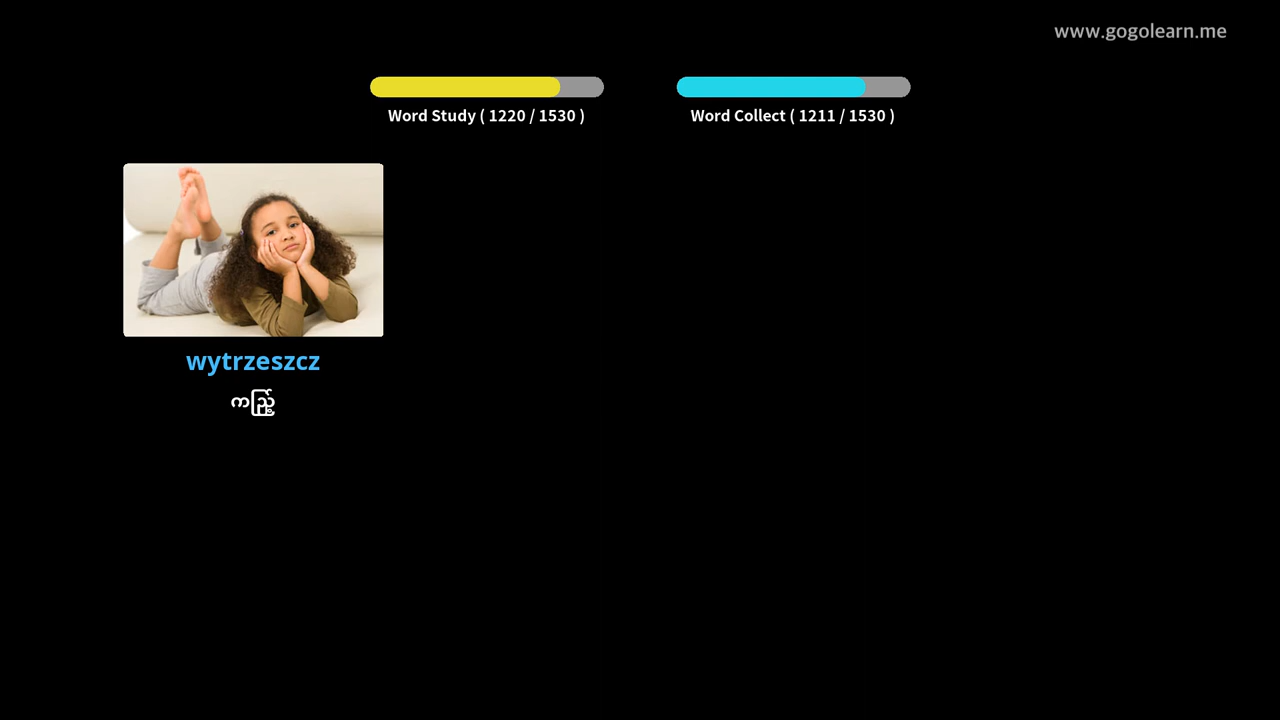 www.gogolearn.me
Word Study ( 1220 / 1530 )
Word Collect ( 1211 / 1530 )
wytrzeszcz
ကြည့်